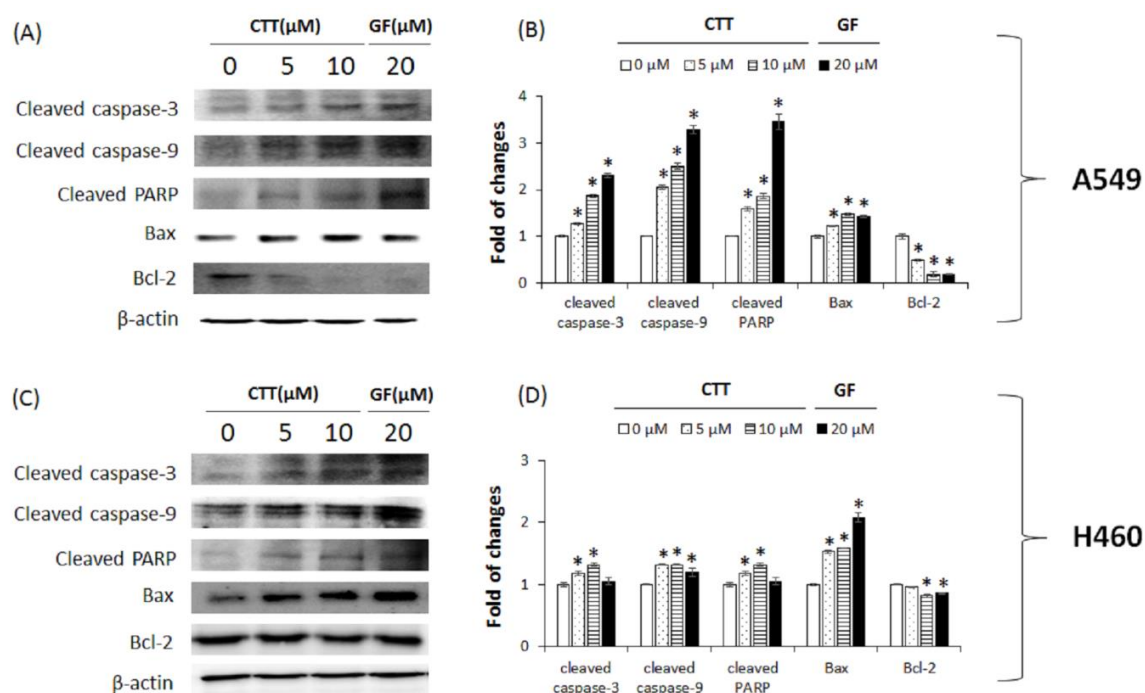 (A)
CTT(μM) GF(μM)
0 5 10 20
Cleaved caspase-3
Cleaved caspase-9
Cleaved PARP
Bax
Bcl-2
β-actin
(B)
CTT GF
0 μM 5 μM 10 μM 20 μM
Fold of changes
4
3
2
1
0
* * *
* * *
* * *
* * *
* * *
cleaved caspase-3
cleaved caspase-9
cleaved PARP
Bax
Bcl-2
A549
(C)
CTT(μM) GF(μM)
0 5 10 20
Cleaved caspase-3
Cleaved caspase-9
Cleaved PARP
Bax
Bcl-2
β-actin
(D)
CTT GF
0 μM 5 μM 10 μM 20 μM
Fold of changes
3
2
1
0
* *
* * *
* *
* * *
* *
cleaved caspase-3
cleaved caspase-9
cleaved PARP
Bax
Bcl-2
H460